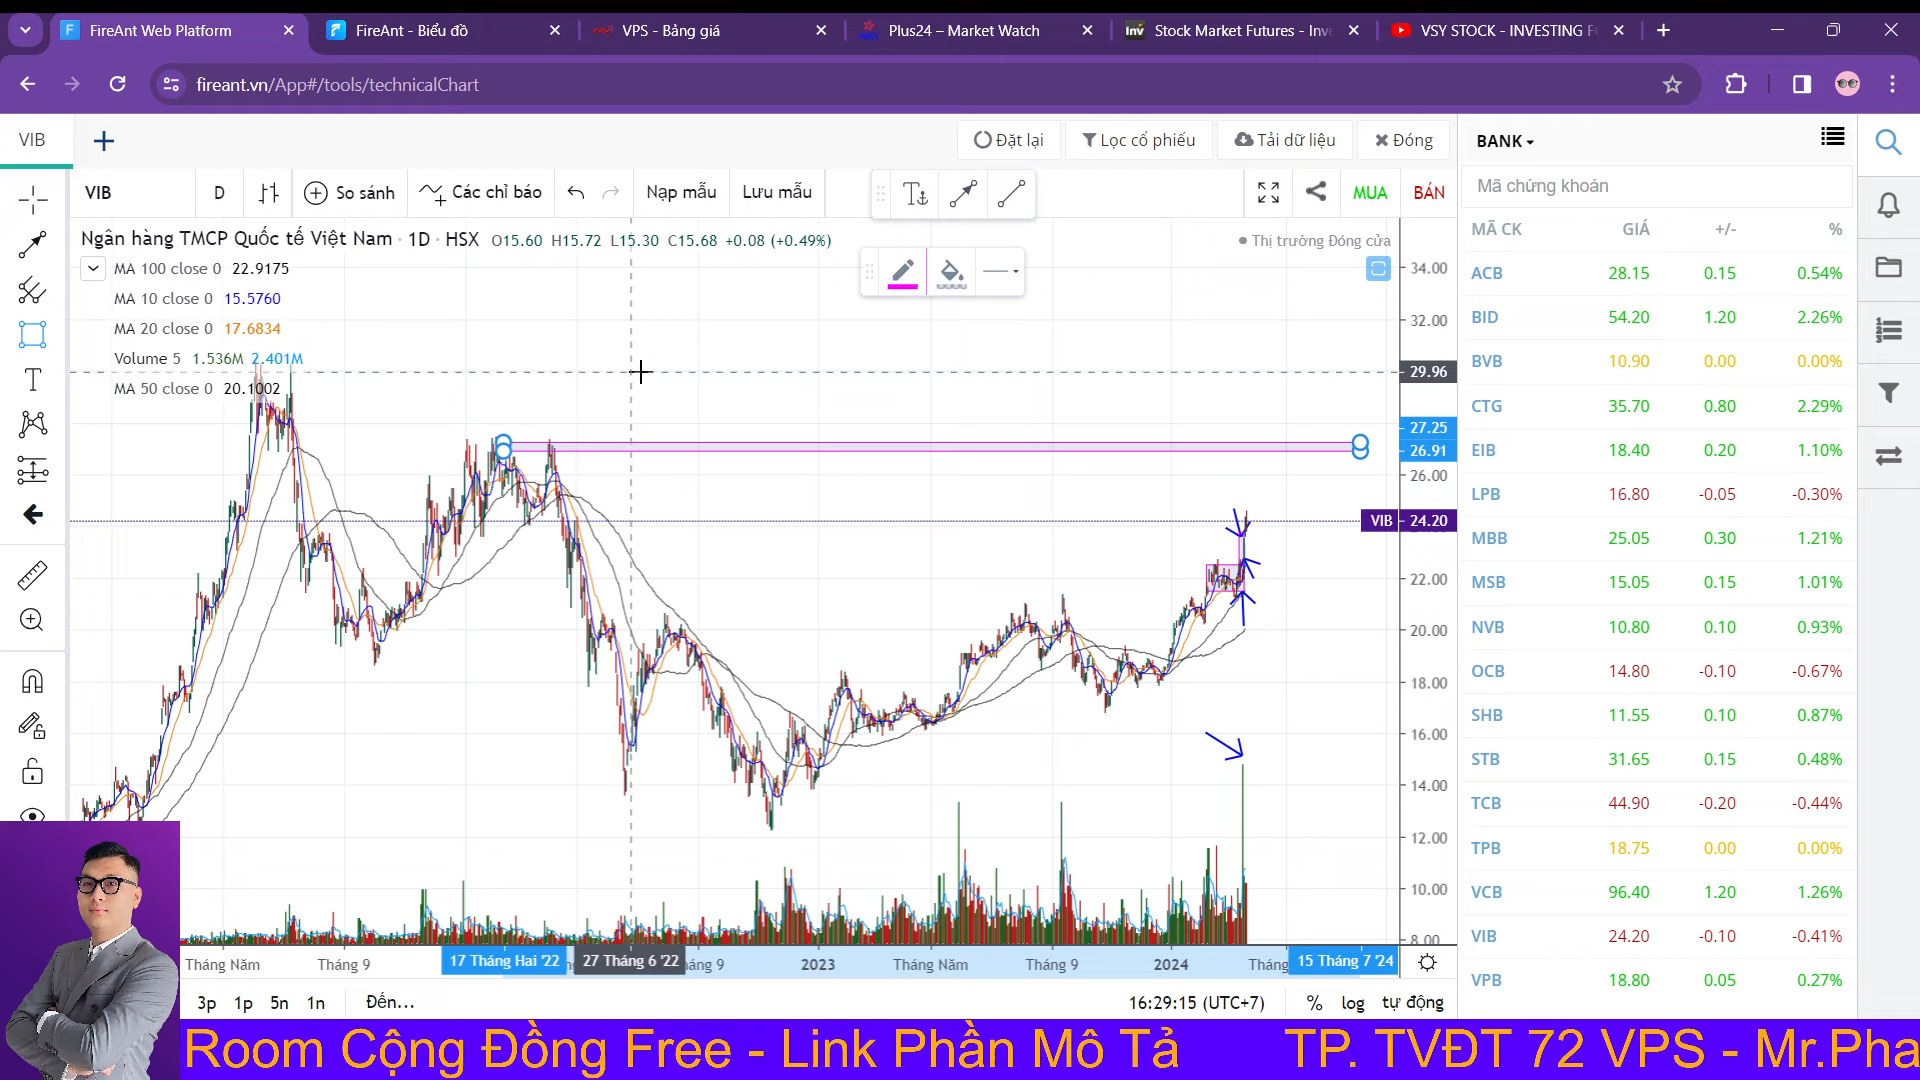 FireAnt Web Platform
FireAnt - Biểu đồ
VPS - Bảng giá
Plus24 – Market Watch
Stock Market Futures - Inve
VSY STOCK - INVESTING F
fireant.vn/App#/tools/technicalChart
VIB
Đặt lại
Lọc cổ phiếu
Tải dữ liệu
Đóng
VIB
D
So sánh
Các chỉ báo
Nạp mẫu
Lưu mẫu
MUA
BÁN
Ngân hàng TMCP Quốc tế Việt Nam · 1D · HSX O15.60 H15.72 L15.30 C15.68 +0.08 (+0.49%)
Thị trường Đóng cửa
MA 100 close 0 22.9175
MA 10 close 0 15.5760
MA 20 close 0 17.6834
Volume 5 1.536M 2.401M
MA 50 close 0 20.1002
34.00
32.00
29.96
27.25
26.91
26.00
VIB 24.20
22.00
20.00
18.00
16.00
14.00
12.00
10.00
8.00
Tháng Năm
Tháng 9
17 Tháng Hai '22
27 Tháng 6 '22
áng 9
2023
Tháng Năm
Tháng 9
2024
Tháng
15 Tháng 7 '24
3p 1p 5n 1n Đến...
16:29:15 (UTC+7)
% log tự động
BANK
Mã chứng khoán
MÃ CK GIÁ +/- %
ACB 28.15 0.15 0.54%
BID 54.20 1.20 2.26%
BVB 10.90 0.00 0.00%
CTG 35.70 0.80 2.29%
EIB 18.40 0.20 1.10%
LPB 16.80 -0.05 -0.30%
MBB 25.05 0.30 1.21%
MSB 15.05 0.15 1.01%
NVB 10.80 0.10 0.93%
OCB 14.80 -0.10 -0.67%
SHB 11.55 0.10 0.87%
STB 31.65 0.15 0.48%
TCB 44.90 -0.20 -0.44%
TPB 18.75 0.00 0.00%
VCB 96.40 1.20 1.26%
VIB 24.20 -0.10 -0.41%
VPB 18.80 0.05 0.27%
Room Cộng Đồng Free - Link Phần Mô Tả TP. TVĐT 72 VPS - Mr.Pha